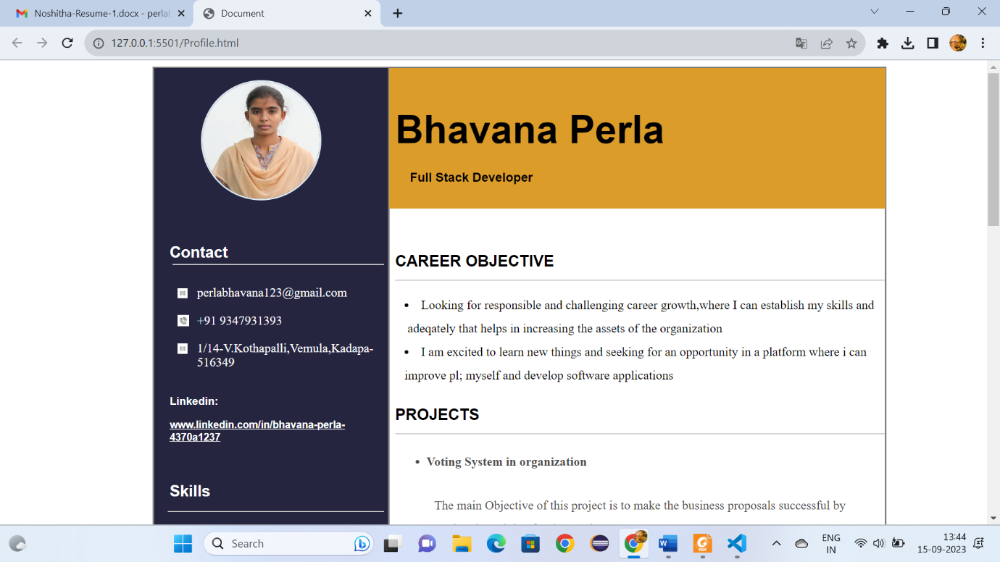 Noshitha-Resume-1.docx - perla
Document
127.0.0.1:5501/Profile.html
Bhavana Perla
Full Stack Developer
Contact
perlabhavana123@gmail.com
+91 9347931393
1/14-V.Kothapalli,Vemula,Kadapa-
516349
Linkedin:
www.linkedin.com/in/bhavana-perla-
4370a1237
Skills
CAREER OBJECTIVE
Looking for responsible and challenging career growth,where I can establish my skills and
adeqately that helps in increasing the assets of the organization
I am excited to learn new things and seeking for an opportunity in a platform where i can
improve pl; myself and develop software applications
PROJECTS
Voting System in organization
The main Objective of this project is to make the business proposals successful by
Search
ENG
IN
13:44
15-09-2023